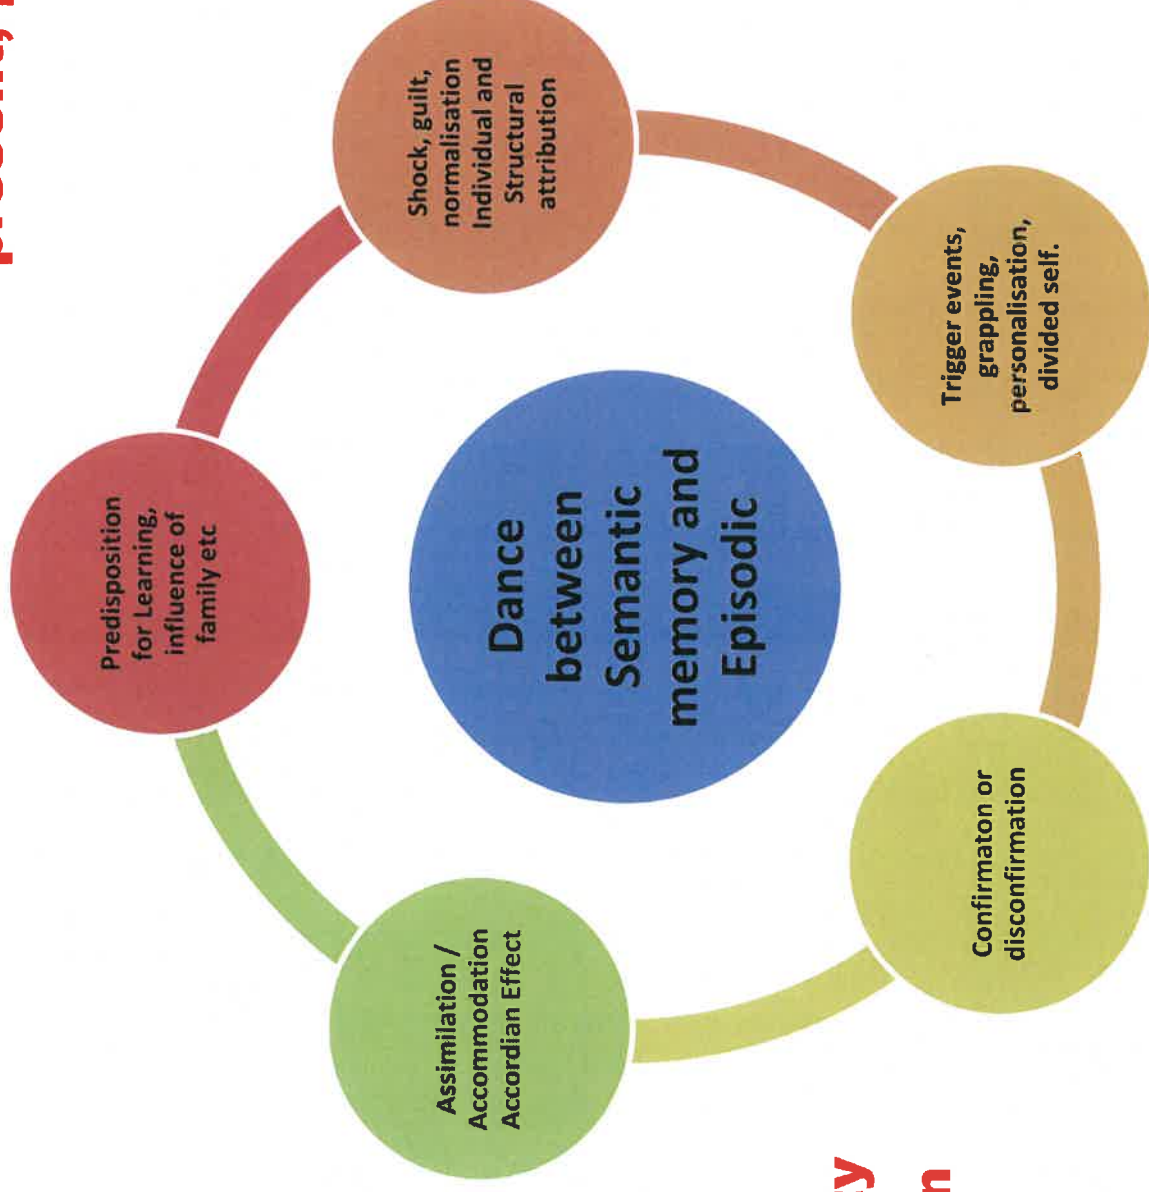 present,
Predisposition
for Learning,
influence of
family etc
Shock, guilt,
normalisation
Individual and
Structural
attribution
Trigger events,
grappling,
personalisation,
divided self.
Confirmaton or
disconfirmation
Assimilation /
Accommodation
Accordian Effect
Dance
between
Semantic
memory and
Episodic